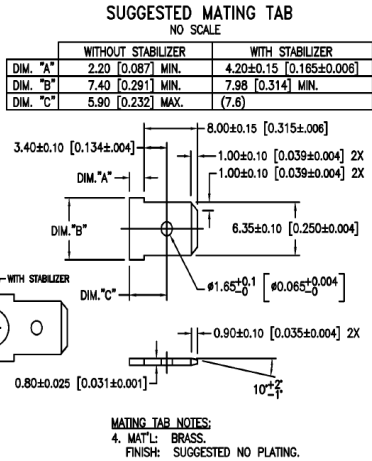 SUGGESTED MATING TAB
NO SCALE
WITHOUT STABILIZER WITH STABILIZER
DIM. "A" 2.20 [0.087] MIN. 4.20±0.15 [0.165±0.006]
DIM. "B" 7.40 [0.291] MIN. 7.98 [0.314] MIN.
DIM. "C" 5.90 [0.232] MAX. (7.6)
8.00±0.15 [0.315±.006]
3.40±0.10 [0.134±.004]
1.00±0.10 [0.039±0.004] 2X
DIM."A"
1.00±0.10 [0.039±0.004] 2X
DIM."B"
6.35±0.10 [0.250±0.004]
WITH STABILIZER
DIM."C"
ø1.65+0.1 -0 [ø0.065+0.004 -0]
0.90±0.10 [0.035±0.004] 2X
0.80±0.025 [0.031±0.001]
10°+2° -1°
MATING TAB NOTES:
4. MAT'L: BRASS.
FINISH: SUGGESTED NO PLATING.